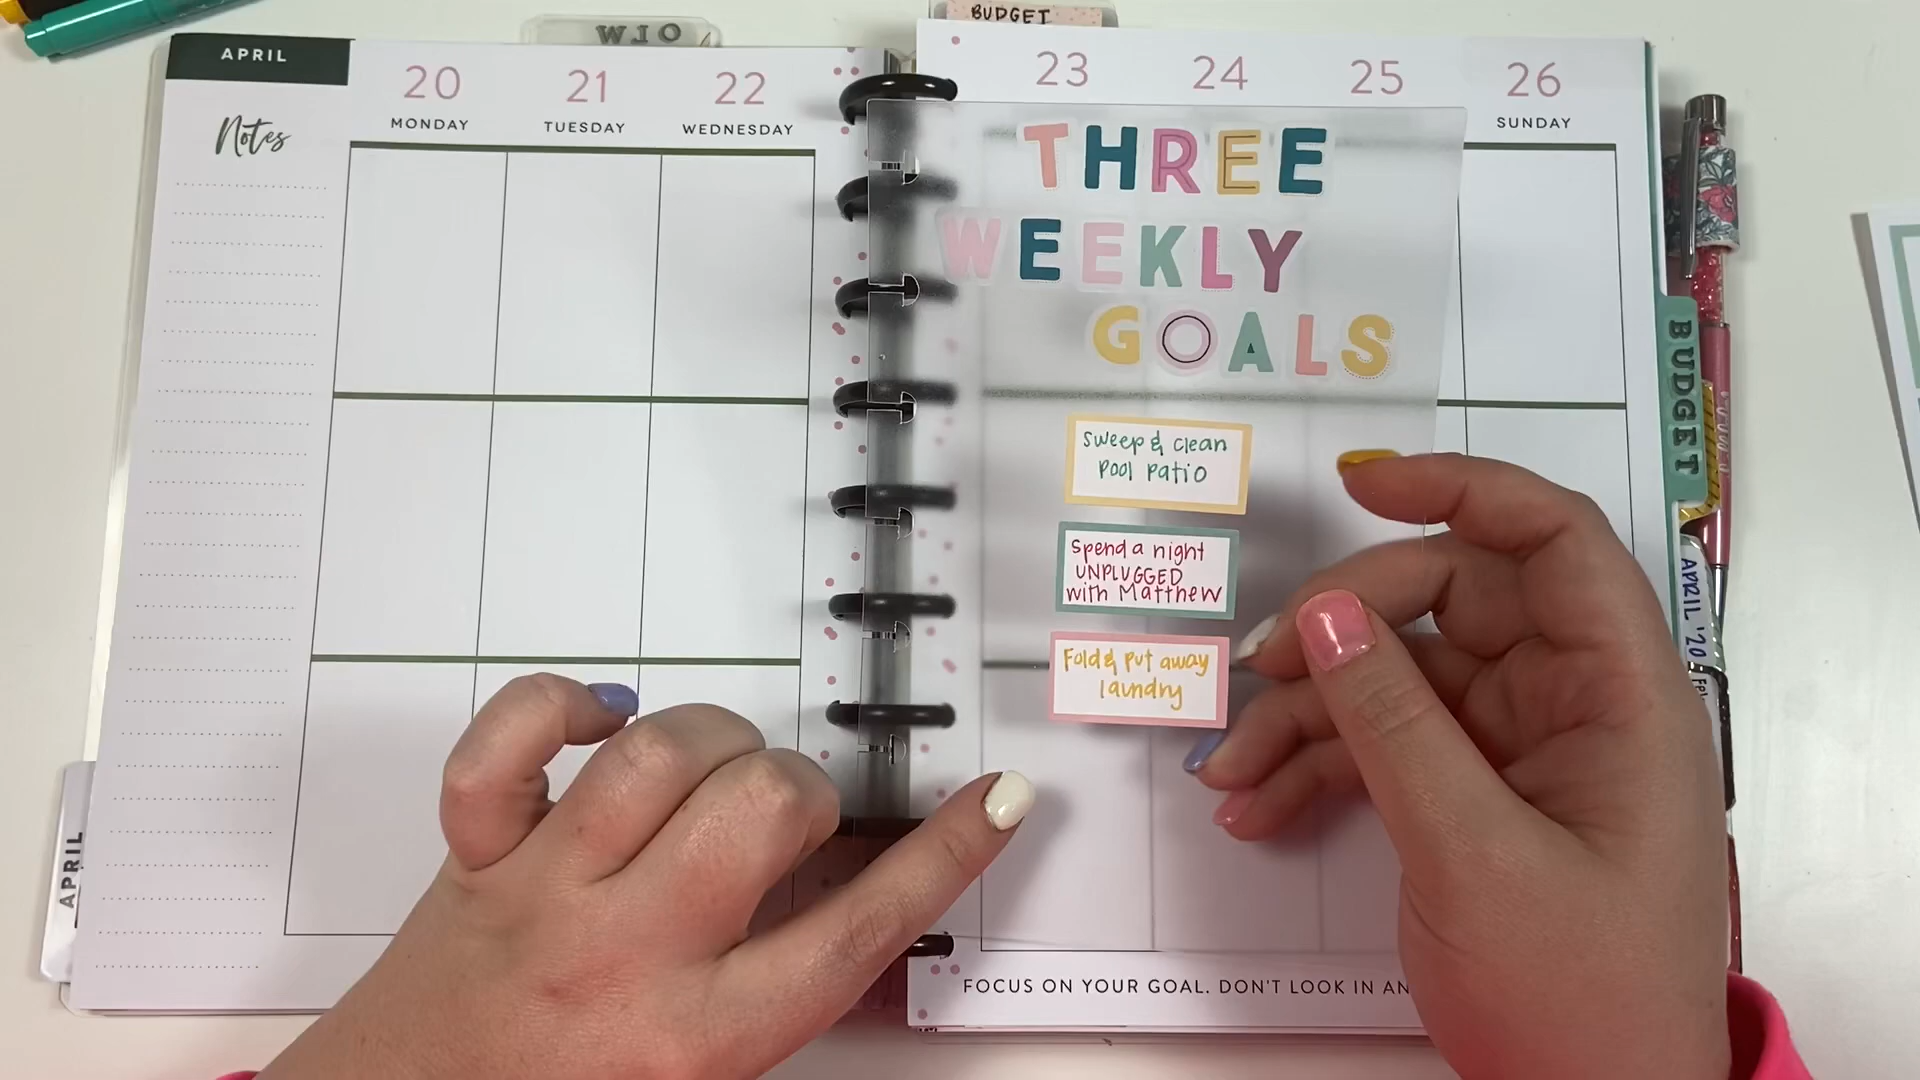 BUDGET
WIO
APRIL
20 21 22 23 24 25 26
MONDAY TUESDAY WEDNESDAY SUNDAY
Notes
THREE
WEEKLY
GOALS
Sweep & clean
pool patio
Spend a night
UNPLUGGED
with Matthew
Fold & put away
laundry
FOCUS ON YOUR GOAL. DON'T LOOK IN AN
BUDGET
APRIL '20
APRIL